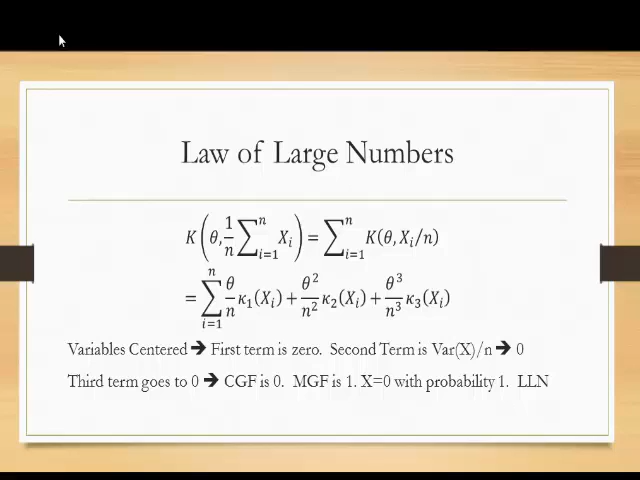 Law of Large Numbers
K(θ, 1/n ∑_{i=1}^{n} X_i) = ∑_{i=1}^{n} K(θ, X_i/n)
= ∑_{i=1}^{n} θ/n κ_1(X_i) + θ^2/n^2 κ_2(X_i) + θ^3/n^3 κ_3(X_i)
Variables Centered 🡺 First term is zero. Second Term is Var(X)/n 🡺 0
Third term goes to 0 🡺 CGF is 0. MGF is 1. X=0 with probability 1. LLN